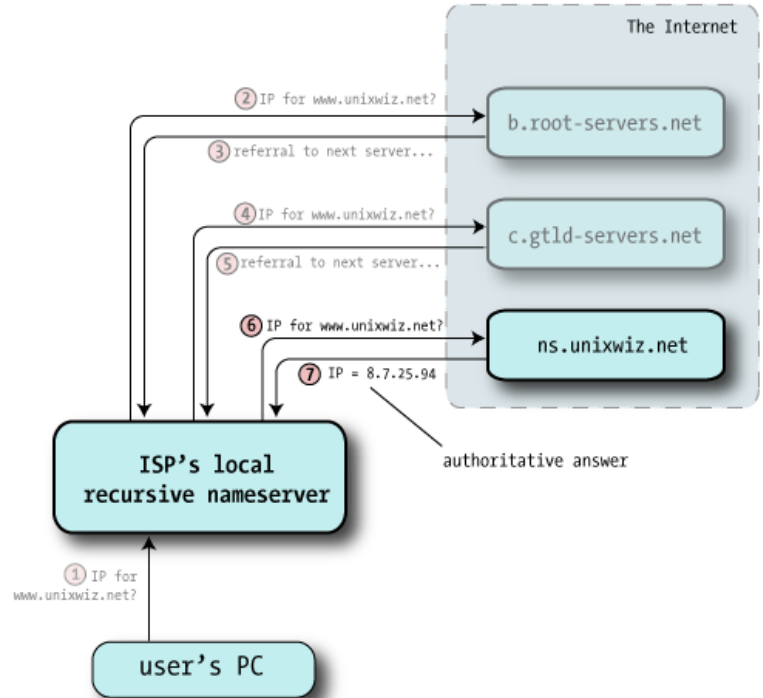 The Internet
2 IP for www.unixwiz.net?
b.root-servers.net
3 referral to next server...
4 IP for www.unixwiz.net?
c.gtld-servers.net
5 referral to next server...
6 IP for www.unixwiz.net?
ns.unixwiz.net
7 IP = 8.7.25.94
authoritative answer
ISP's local
recursive nameserver
1 IP for
www.unixwiz.net?
user's PC